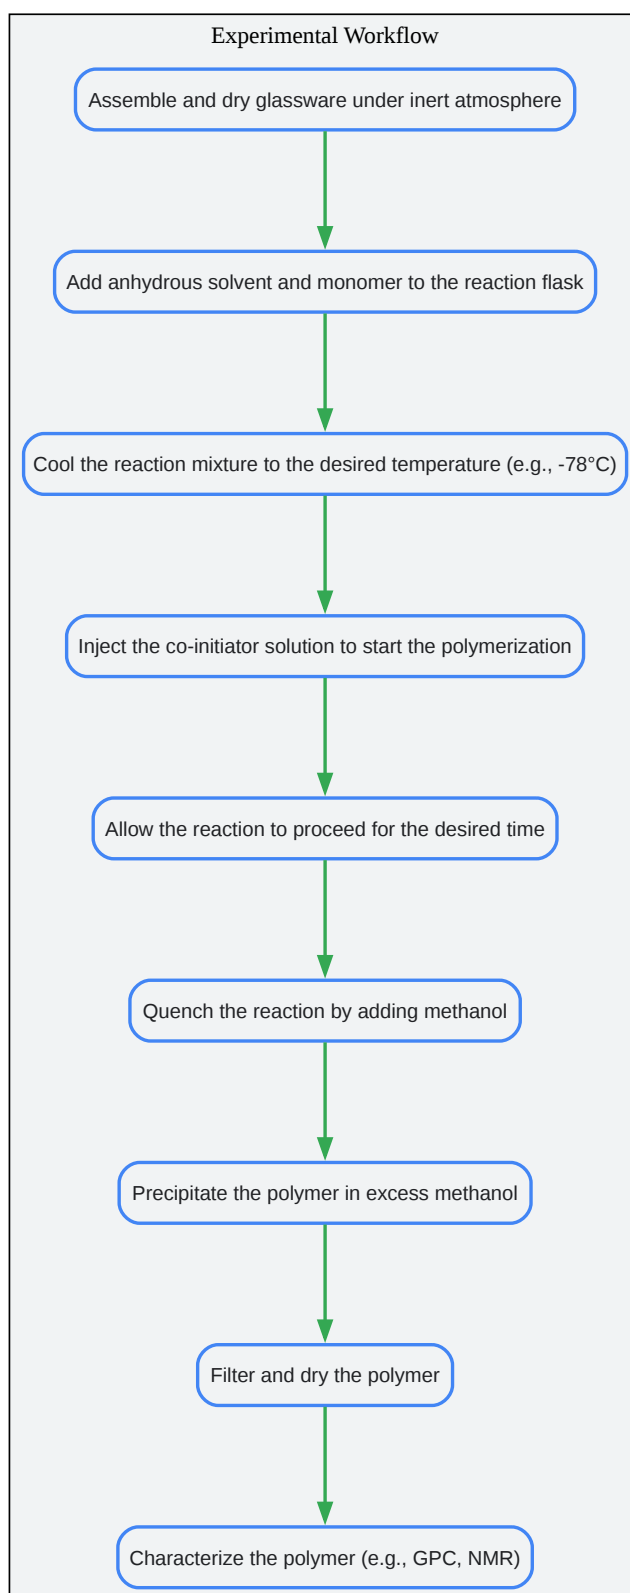 Experimental Workflow
Assemble and dry glassware under inert atmosphere
Add anhydrous solvent and monomer to the reaction flask
Cool the reaction mixture to the desired temperature (e.g., -78°C)
Inject the co-initiator solution to start the polymerization
Allow the reaction to proceed for the desired time
Quench the reaction by adding methanol
Precipitate the polymer in excess methanol
Filter and dry the polymer
Characterize the polymer (e.g., GPC, NMR)